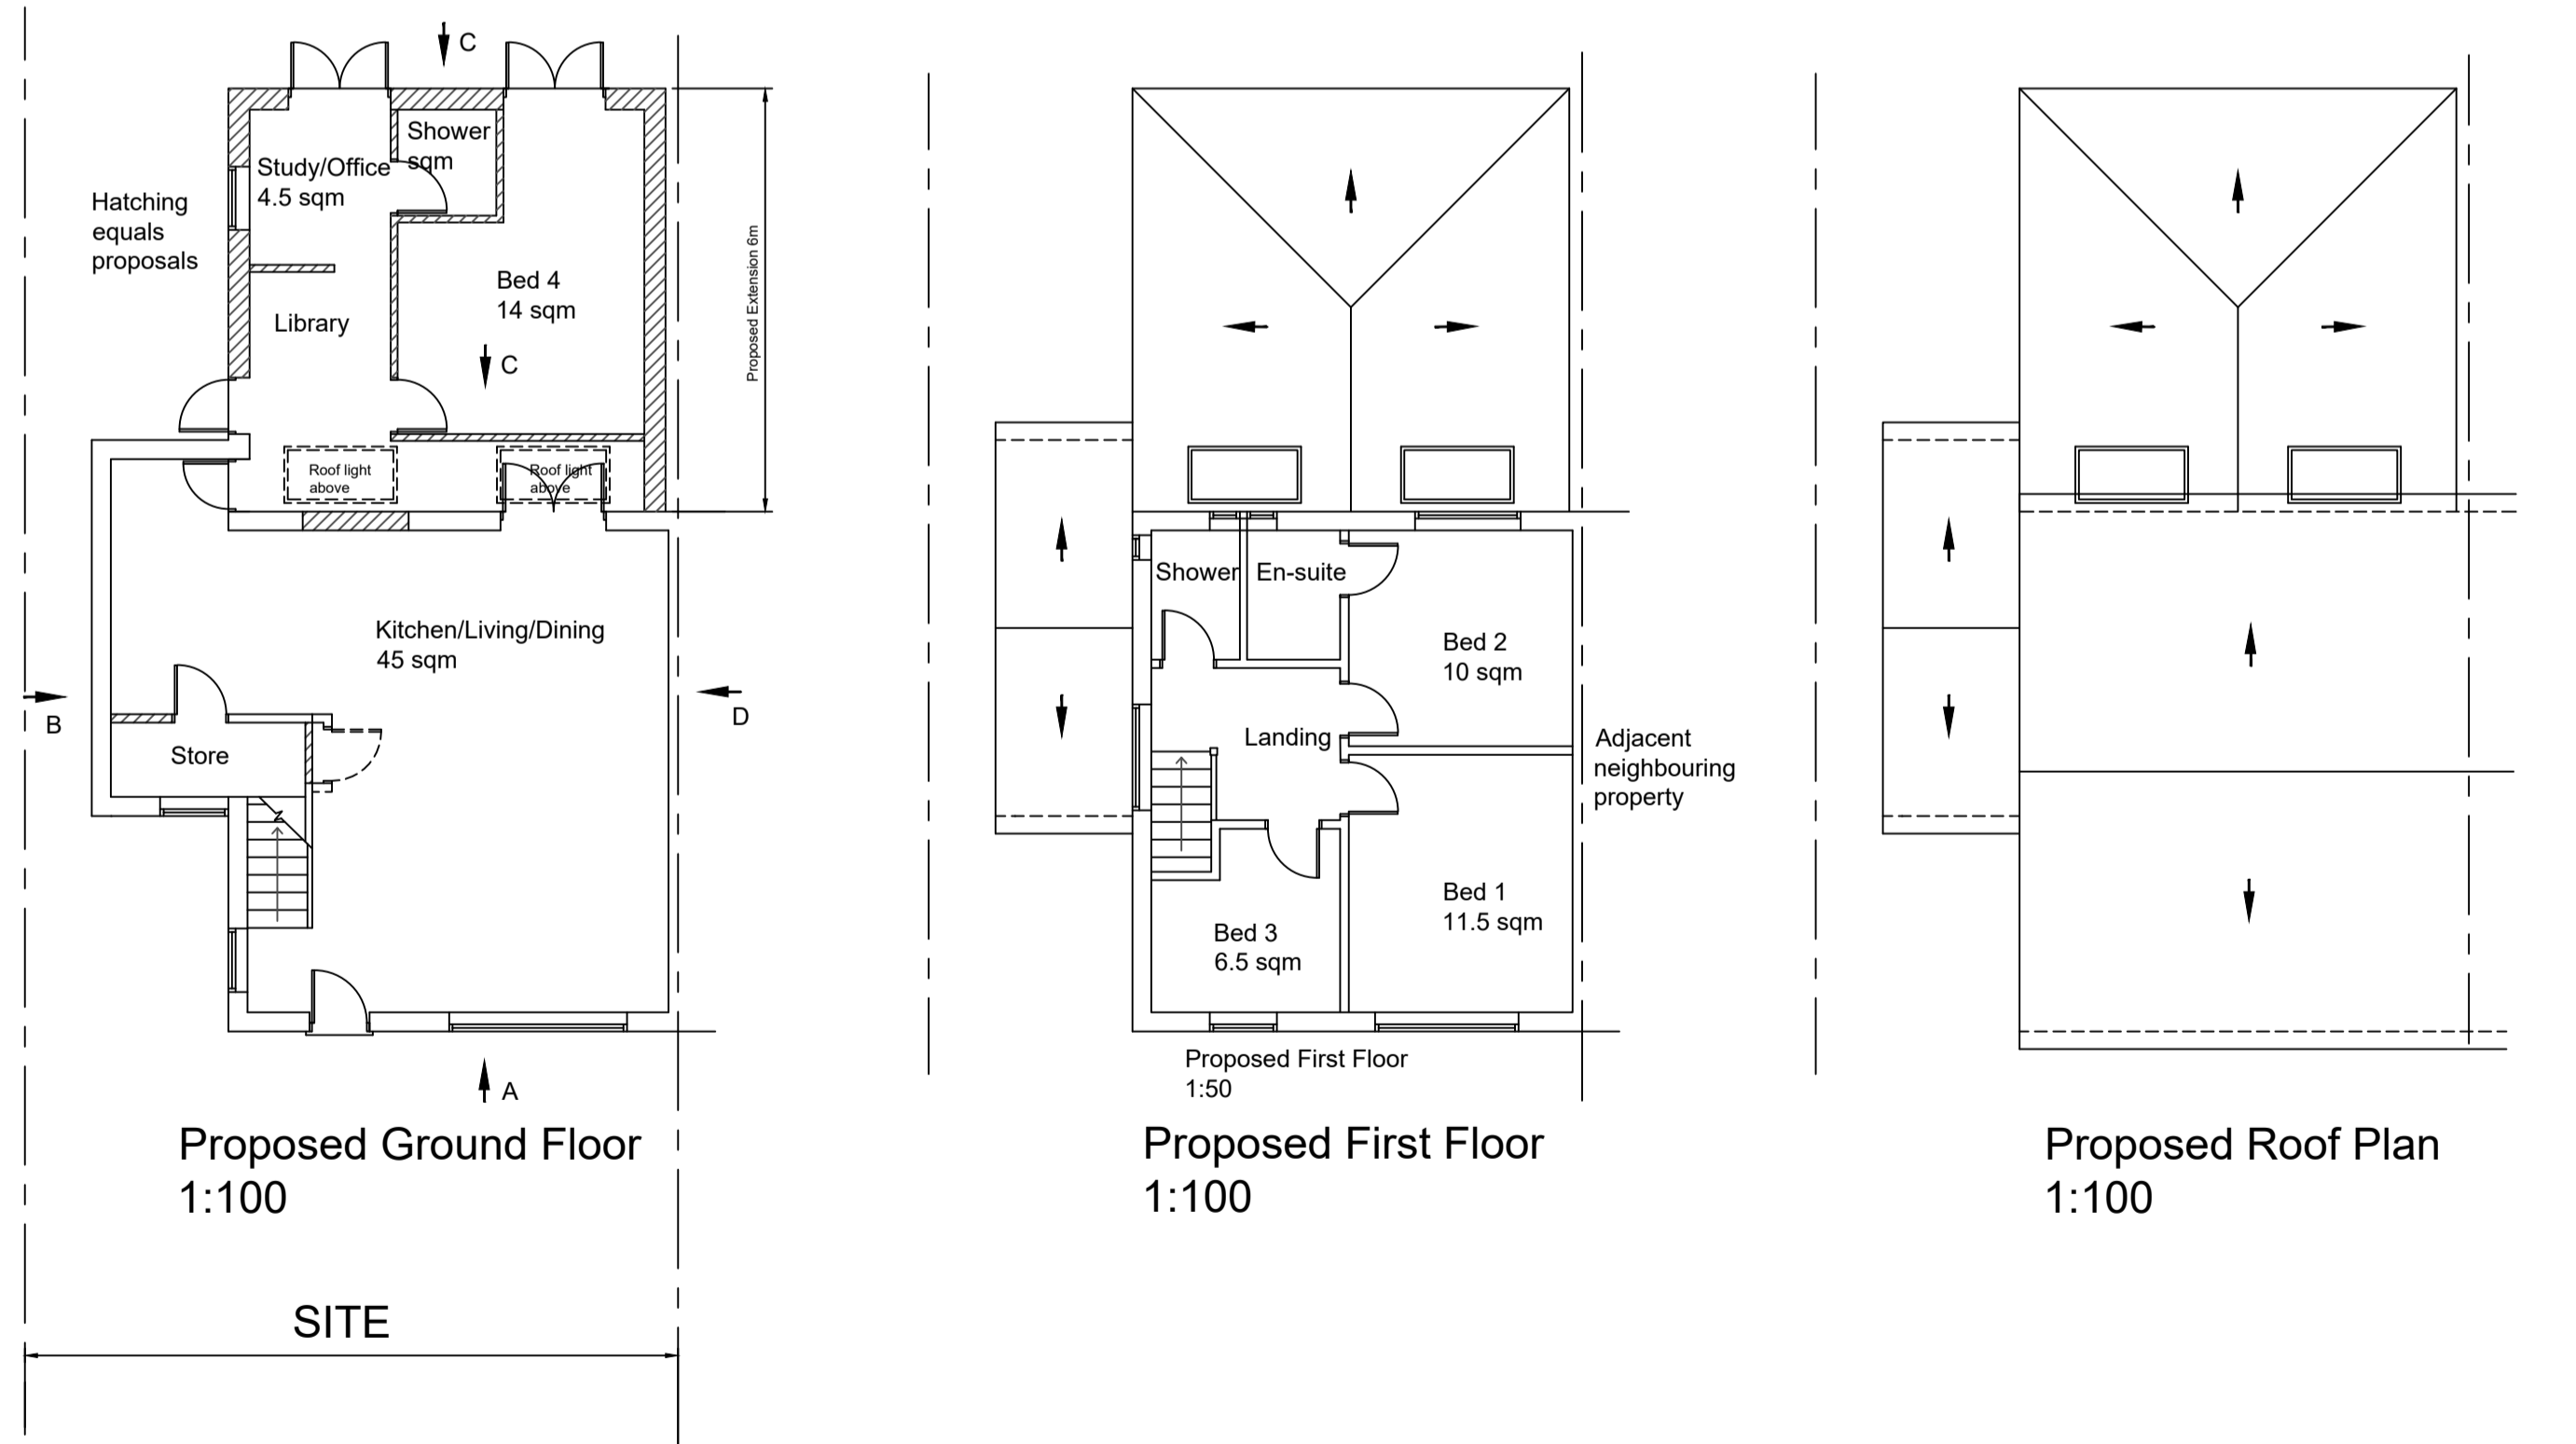 C
Shower
sqm
Study/Office
4.5 sqm
Hatching
equals
proposals
Bed 4
14 sqm
Library
C
Proposed Extension 6m
Roof light
above
Roof light
above
Kitchen/Living/Dining
45 sqm
B
D
Store
A
Proposed Ground Floor
1:100
SITE
Shower
En-suite
Bed 2
10 sqm
Landing
Adjacent
neighbouring
property
Bed 1
11.5 sqm
Bed 3
6.5 sqm
Proposed First Floor
1:50
Proposed First Floor
1:100
Proposed Roof Plan
1:100